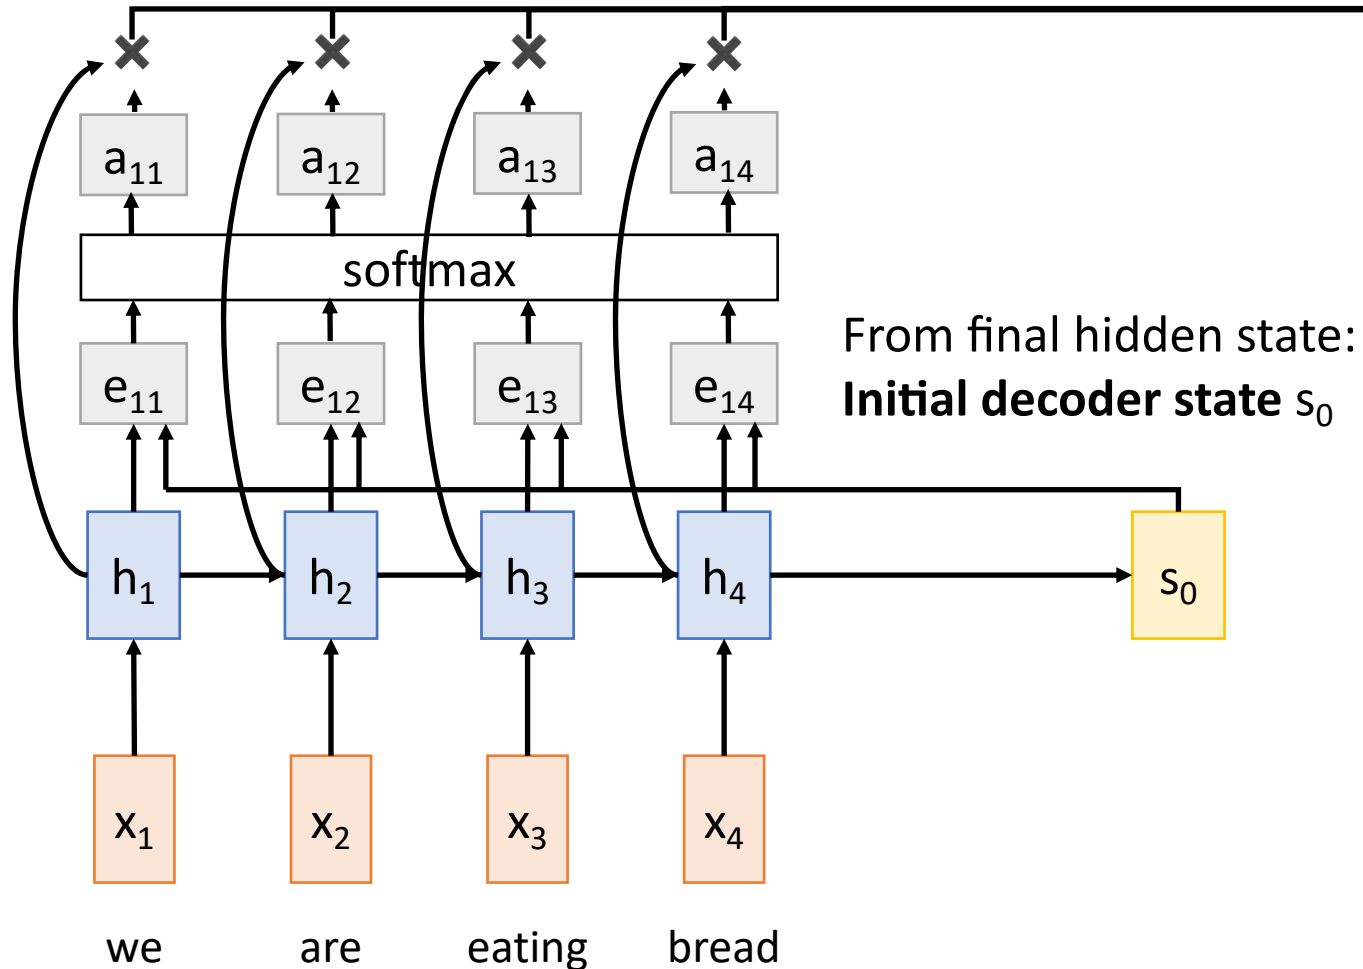 a₁₁ a₁₂ a₁₃ a₁₄
softmax
e₁₁ e₁₂ e₁₃ e₁₄
From final hidden state:
Initial decoder state s₀
h₁ h₂ h₃ h₄ s₀
x₁ x₂ x₃ x₄
we are eating bread